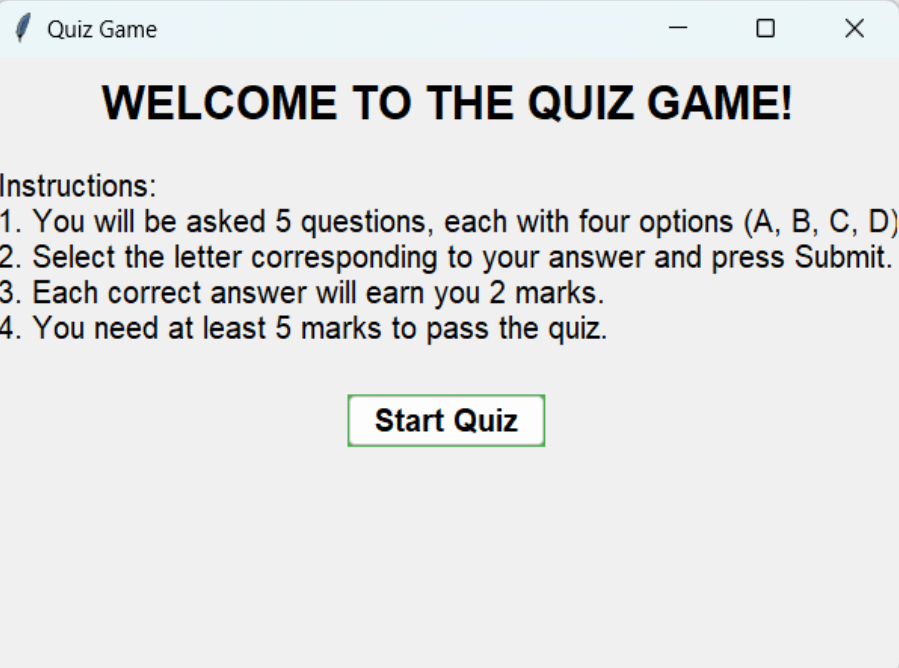 Quiz Game
WELCOME TO THE QUIZ GAME!
Instructions:
1. You will be asked 5 questions, each with four options (A, B, C, D)
2. Select the letter corresponding to your answer and press Submit.
3. Each correct answer will earn you 2 marks.
4. You need at least 5 marks to pass the quiz.
Start Quiz